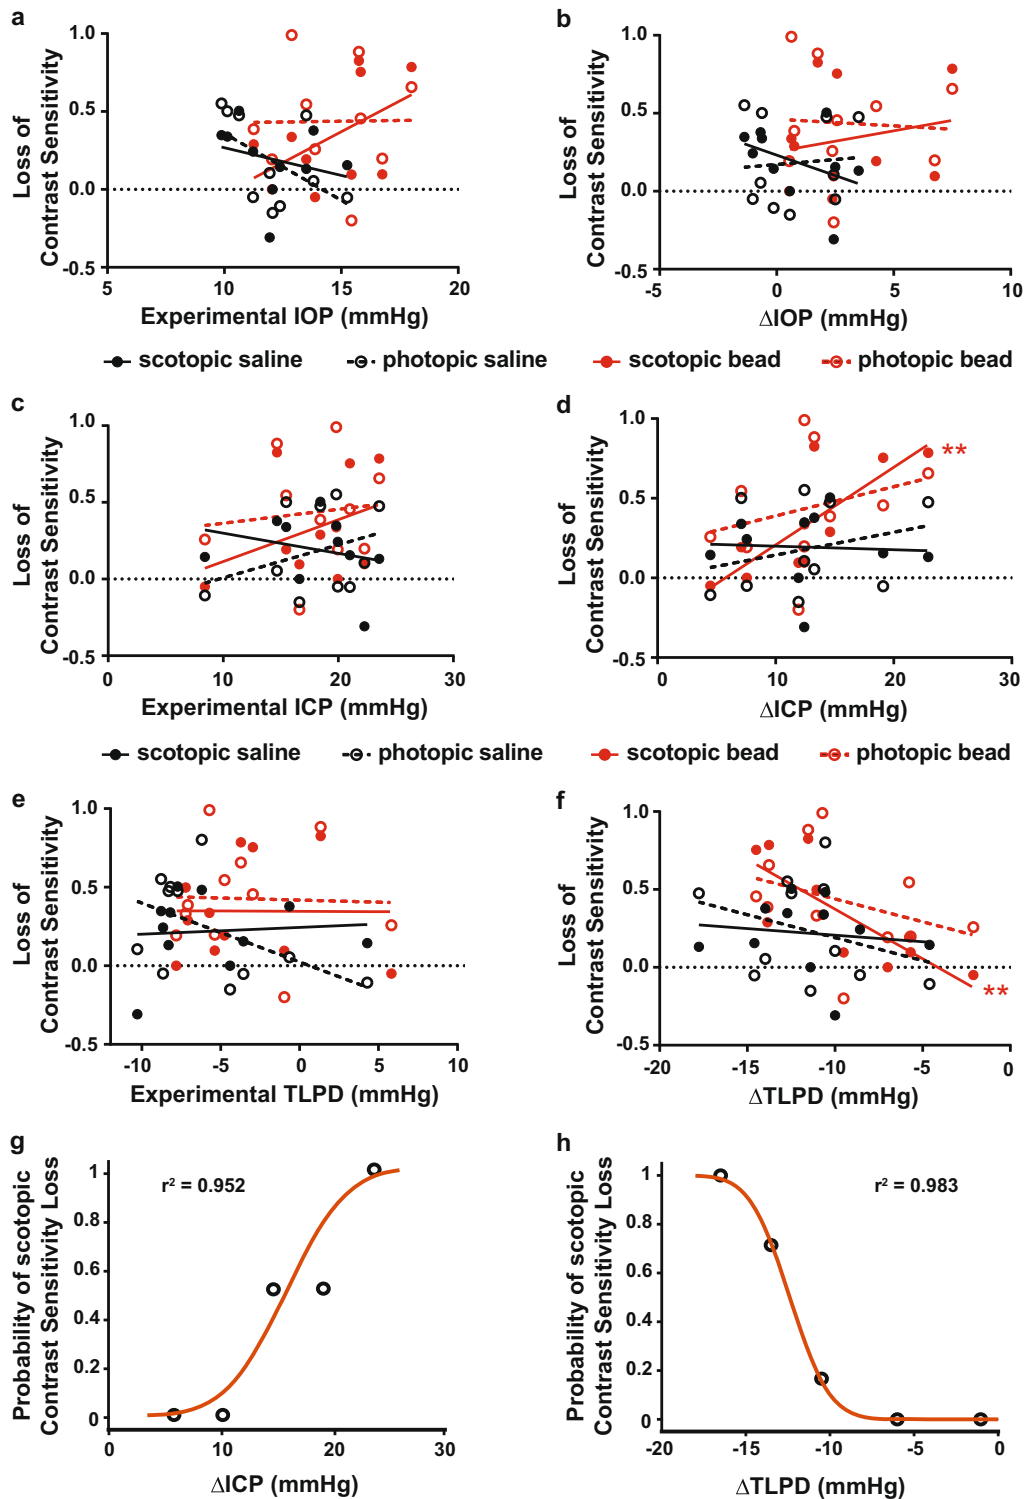 a
b
Loss of
Contrast Sensitivity
1.0
0.5
0.0
-0.5
5
10
15
20
Experimental IOP (mmHg)
Loss of
Contrast Sensitivity
1.0
0.5
0.0
-0.5
-5
0
5
10
ΔIOP (mmHg)
scotopic saline photopic saline scotopic bead photopic bead
c
d
Loss of
Contrast Sensitivity
1.0
0.5
0.0
-0.5
0
10
20
30
Experimental ICP (mmHg)
Loss of
Contrast Sensitivity
1.0
0.5
0.0
-0.5
**
0
10
20
30
ΔICP (mmHg)
scotopic saline photopic saline scotopic bead photopic bead
e
f
Loss of
Contrast Sensitivity
1.0
0.5
0.0
-0.5
-10
-5
0
5
10
Experimental TLPD (mmHg)
Loss of
Contrast Sensitivity
1.0
0.5
0.0
-0.5
**
-20
-15
-10
-5
0
ΔTLPD (mmHg)
g
h
Probability of scotopic
Contrast Sensitivity Loss
1
0.8
0.6
0.4
0.2
0
r² = 0.952
0
10
20
30
ΔICP (mmHg)
Probability of scotopic
Contrast Sensitivity Loss
1
0.8
0.6
0.4
0.2
0
r² = 0.983
-20
-15
-10
-5
0
ΔTLPD (mmHg)